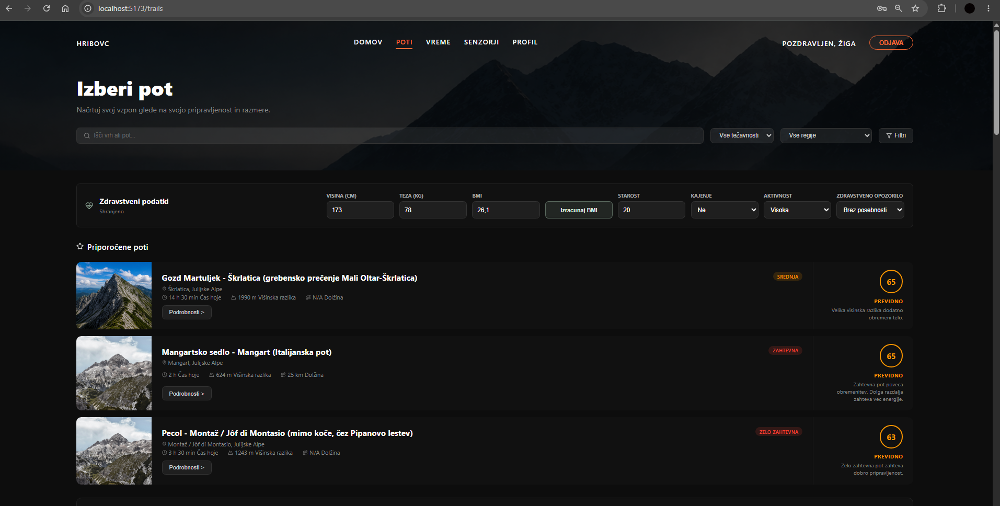 localhost:5173/trails
HRIBOVC
DOMOV
POTI
VREME
SENZORJI
PROFIL
POZDRAVLJEN, ŽIGA
ODJAVA
Izberi pot
Načrtuj svoj vzpon glede na svojo pripravljenost in razmere.
Išči vrh ali pot...
Vse težavnosti
Vse regije
Filtri
Zdravstveni podatki
Shranjeno
VISINA (CM)
173
TEZA (KG)
78
BMI
26,1
Izracunaj BMI
STAROST
20
KAJENJE
Ne
AKTIVNOST
Visoka
ZDRAVSTVENO OPOZORILO
Brez posebnosti
Priporočene poti
Gozd Martuljek - Škrlatica (grebensko prečenje Mali Oltar-Škrlatica)
Škrlatica, Julijske Alpe
14 h 30 min Čas hoje
1990 m Višinska razlika
N/A Dolžina
Podrobnosti >
SREDNJA
65
PREVIDNO
Velika visinska razlika dodatno
obremeni telo.
Mangartsko sedlo - Mangart (Italijanska pot)
Mangart, Julijske Alpe
2 h Čas hoje
624 m Višinska razlika
25 km Dolžina
Podrobnosti >
ZAHTEVNA
65
PREVIDNO
Zahtevna pot poveca
obremenitev. Dolga razdalja
zahteva vec energije.
Pecol - Montaž / Jôf di Montasio (mimo koče, čez Pipanovo lestev)
Montaž / Jôf di Montasio, Julijske Alpe
3 h 30 min Čas hoje
1243 m Višinska razlika
N/A Dolžina
Podrobnosti >
ZELO ZAHTEVNA
63
PREVIDNO
Zelo zahtevna pot zahteva
dobro pripravljenost.